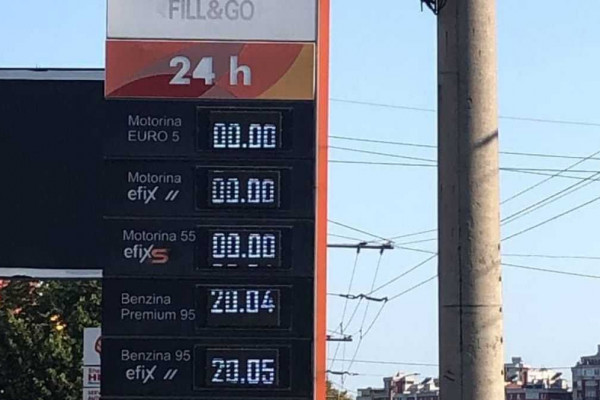 FILL&GO
24 h
Motorina
EURO 5
00.00
Motorina
efix //
00.00
Motorina 55
efix S
00.00
Benzina
Premium 95
20.04
Benzina 95
efix //
20.05